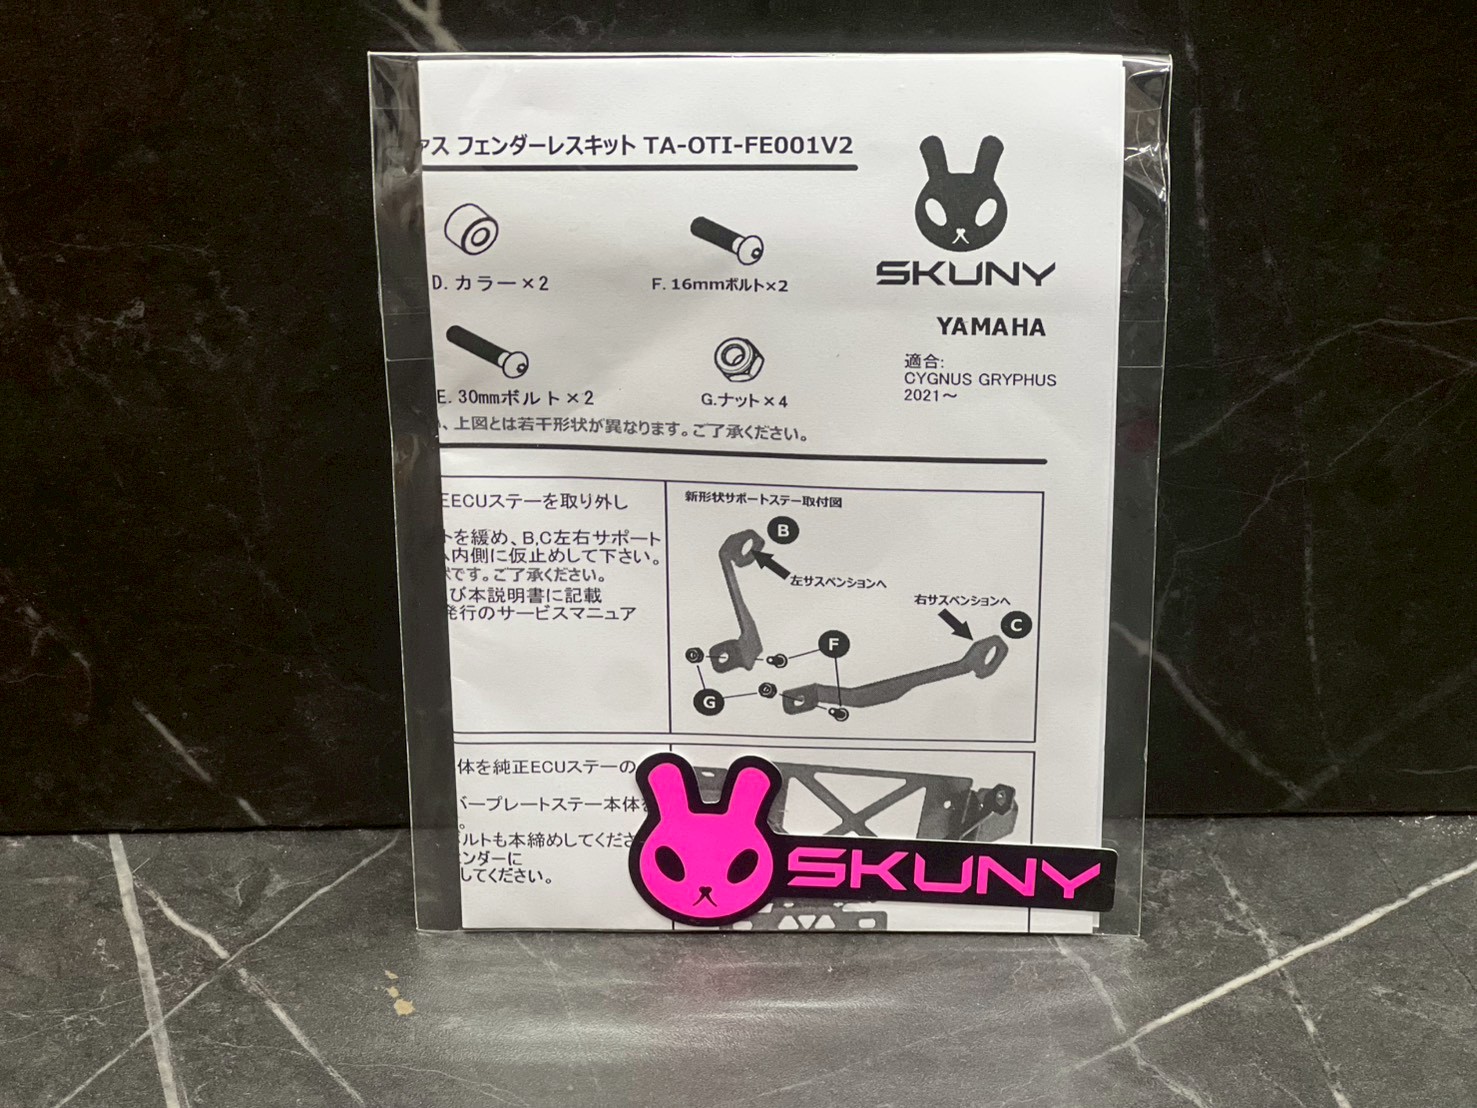 ス フェンダーレスキット TA-OTI-FE001V2
SKUNY
YAMAHA
適合:
CYGNUS GRYPHUS
2021～
D. カラー×2
F. 16mmボルト×2
E. 30mmボルト×2
G.ナット×4
、上図とは若干形状が異なります。ご了承ください。
ECUステーを取り外し
トを緩め、B,C左右サポート
内側に仮止めして下さい。
です。ご了承ください。
び本説明書に記載
発行のサービスマニュア
新形状サポートステー取付図
B
左サスペンションへ
右サスペンションへ
C
F
G
体を純正ECUステーの
バープレートステー本体を
。
ルトも本締めしてくださ
ンダーに
してください。
SKUNY